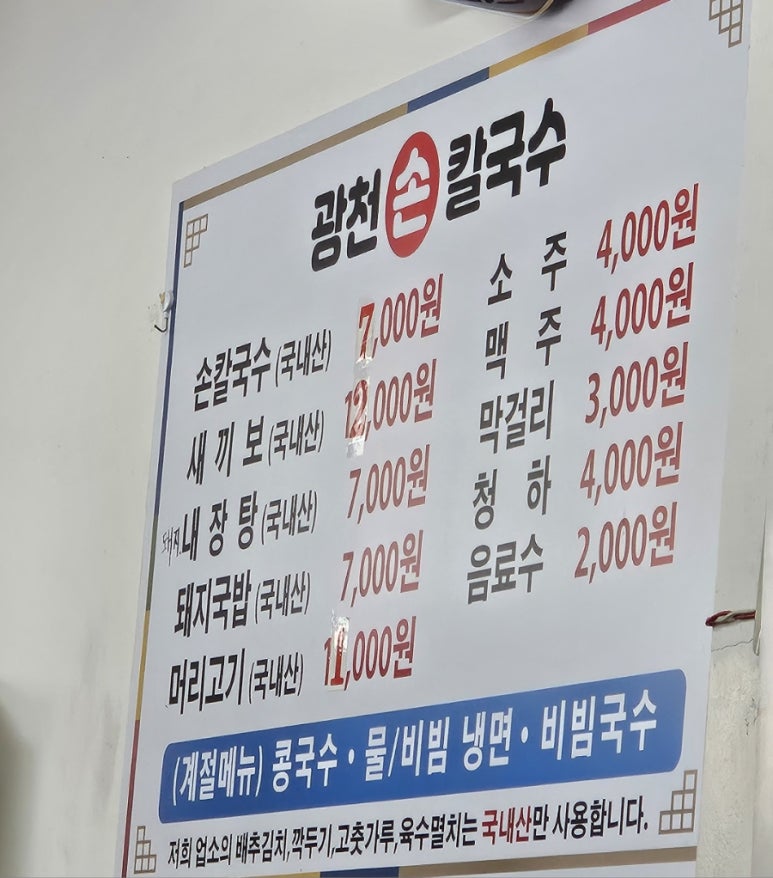 광천손칼국수
손칼국수(국내산) 7,000원
새끼보(국내산) 12,000원
돼지내장탕(국내산) 7,000원
돼지국밥(국내산) 7,000원
머리고기(국내산) ,000원
소주 4,000원
맥주 4,000원
막걸리 3,000원
청하 4,000원
음료수 2,000원
(계절메뉴) 콩국수 · 물/비빔 냉면 · 비빔국수
저희 업소의 배추김치,깍두기,고춧가루,육수멸치는 국내산만 사용합니다.